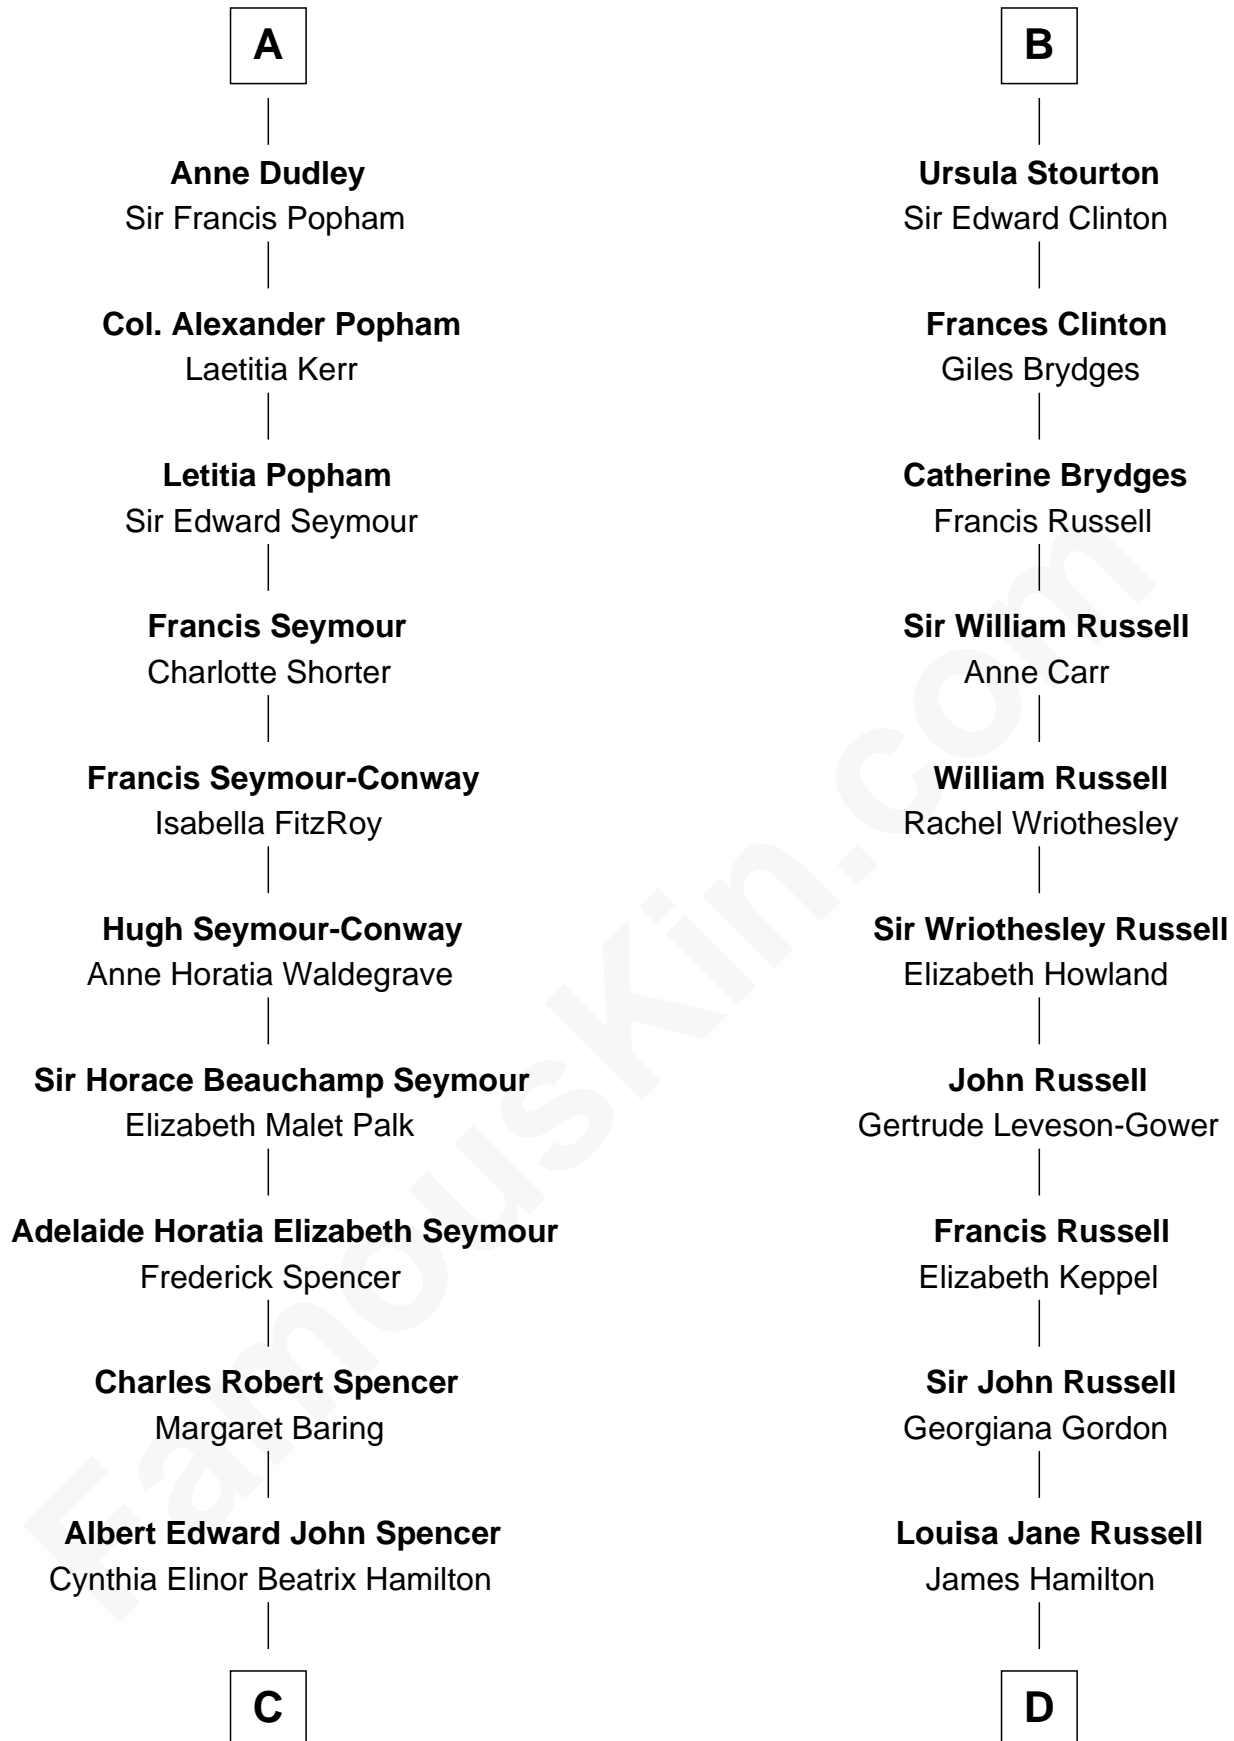 A
Anne Dudley
Sir Francis Popham
Col. Alexander Popham
Laetitia Kerr
Letitia Popham
Sir Edward Seymour
Francis Seymour
Charlotte Shorter
Francis Seymour-Conway
Isabella FitzRoy
Hugh Seymour-Conway
Anne Horatia Waldegrave
Sir Horace Beauchamp Seymour
Elizabeth Malet Palk
Adelaide Horatia Elizabeth Seymour
Frederick Spencer
Charles Robert Spencer
Margaret Baring
Albert Edward John Spencer
Cynthia Elinor Beatrix Hamilton
C
B
Ursula Stourton
Sir Edward Clinton
Frances Clinton
Giles Brydges
Catherine Brydges
Francis Russell
Sir William Russell
Anne Carr
William Russell
Rachel Wriothesley
Sir Wriothesley Russell
Elizabeth Howland
John Russell
Gertrude Leveson-Gower
Francis Russell
Elizabeth Keppel
Sir John Russell
Georgiana Gordon
Louisa Jane Russell
James Hamilton
D
FamousKin.com